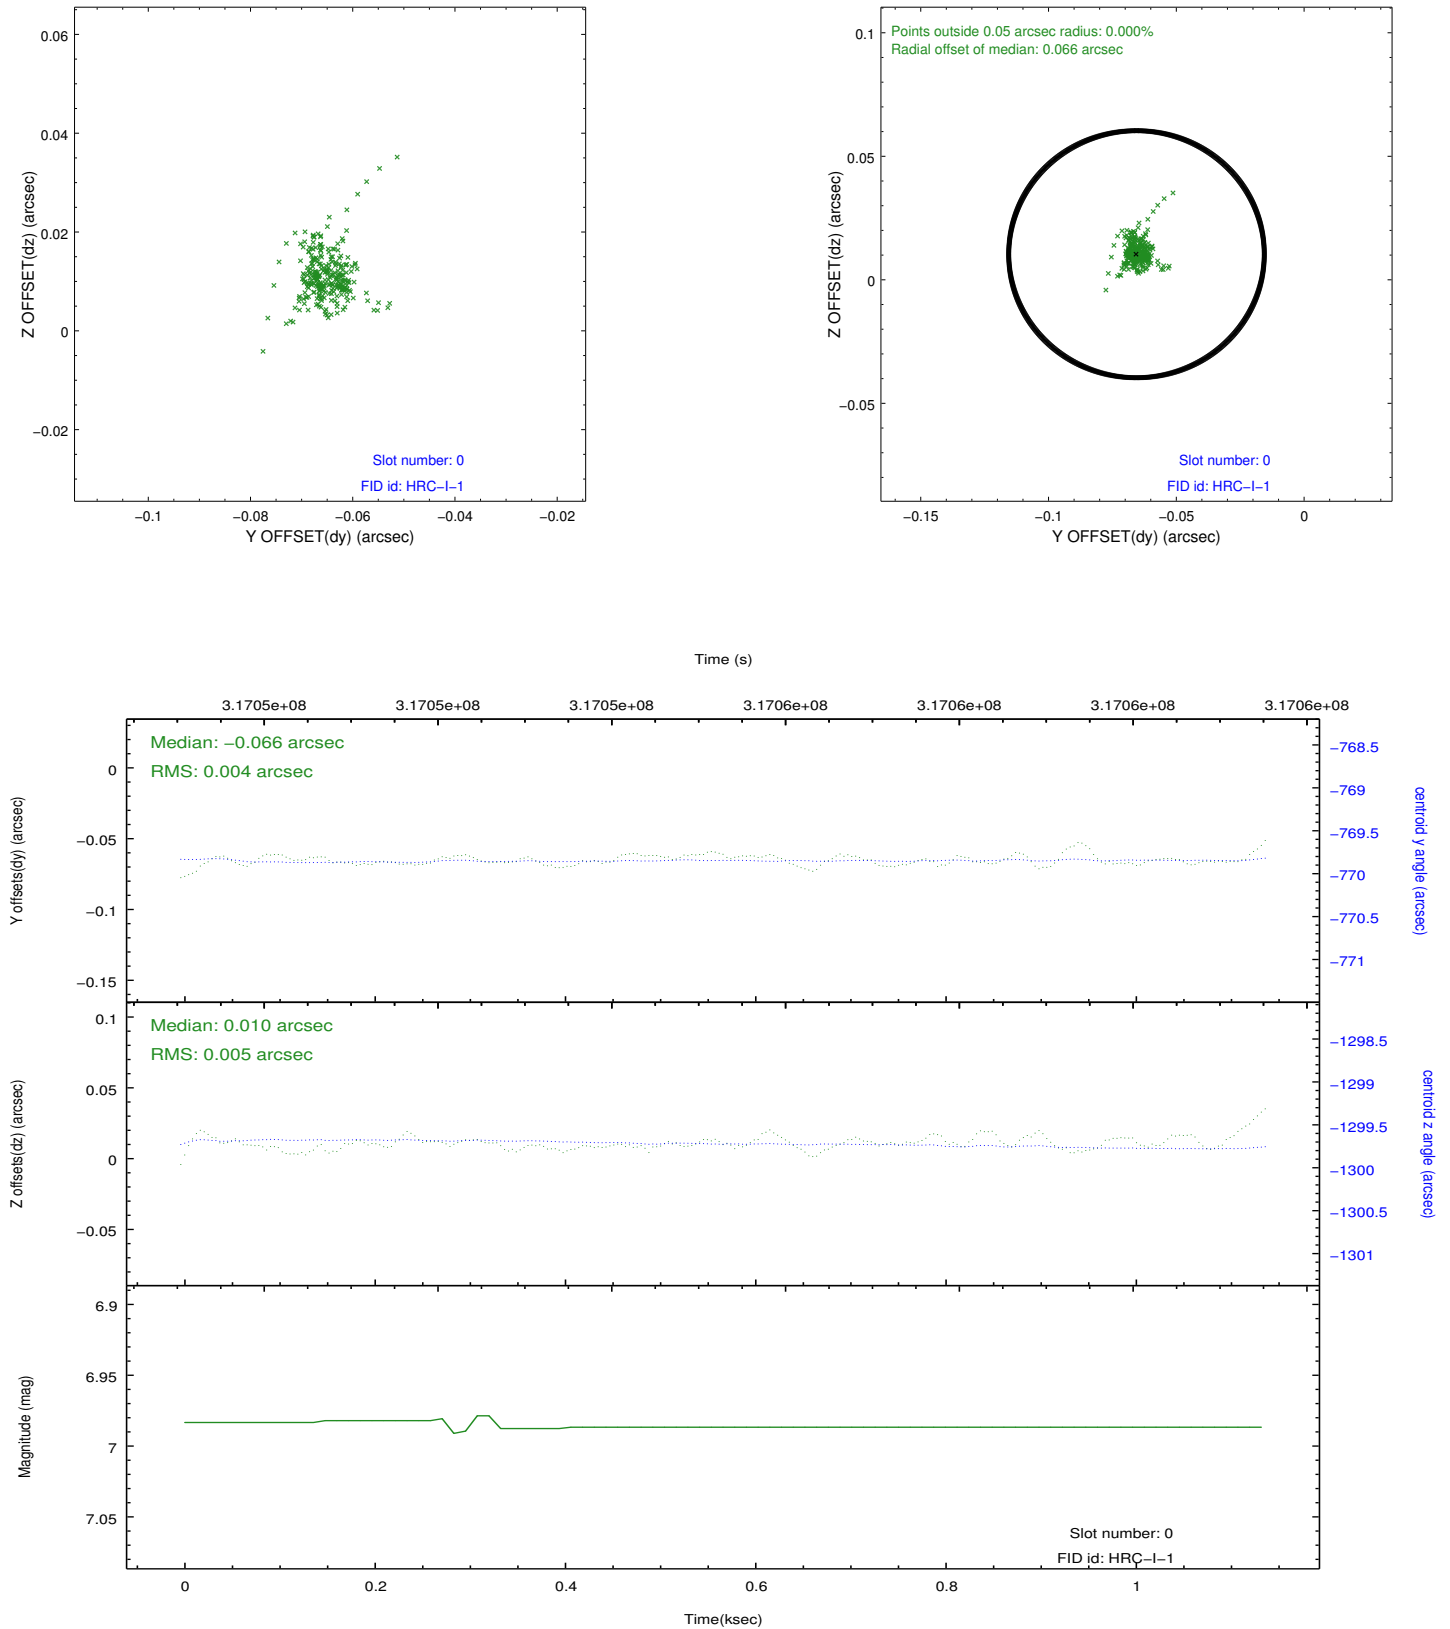 0.06
0.04
0.02
0
−0.02
Z OFFSET(dz) (arcsec)
Slot number: 0
FID id: HRC−I−1
−0.1 −0.08 −0.06 −0.04 −0.02
Y OFFSET(dy) (arcsec)
Points outside 0.05 arcsec radius: 0.000%
Radial offset of median: 0.066 arcsec
0.1
0.05
0
−0.05
Z OFFSET(dz) (arcsec)
Slot number: 0
FID id: HRC−I−1
−0.15 −0.1 −0.05 0
Y OFFSET(dy) (arcsec)
Time (s)
3.1705e+08 3.1705e+08 3.1705e+08 3.1706e+08 3.1706e+08 3.1706e+08 3.1706e+08
Median: −0.066 arcsec
RMS: 0.004 arcsec
0
−0.05
−0.1
−0.15
Y offsets(dy) (arcsec)
−768.5
−769
−769.5
−770
−770.5
−771
centroid y angle (arcsec)
Median: 0.010 arcsec
RMS: 0.005 arcsec
0.1
0.05
0
−0.05
Z offsets(dz) (arcsec)
−1298.5
−1299
−1299.5
−1300
−1300.5
−1301
centroid z angle (arcsec)
6.9
6.95
7
7.05
Magnitude (mag)
Slot number: 0
FID id: HRC−I−1
0 0.2 0.4 0.6 0.8 1
Time(ksec)